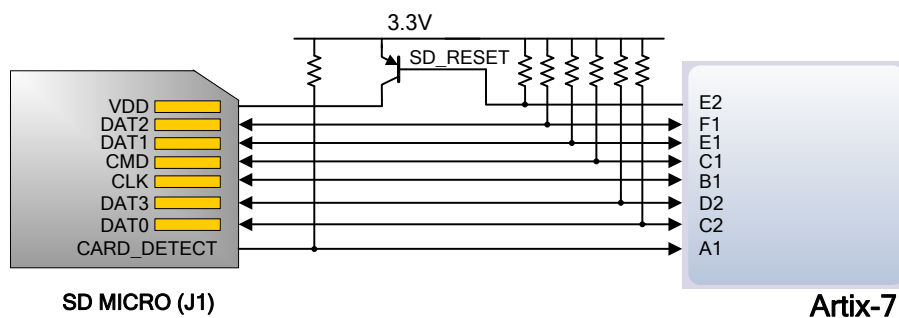 3.3V
SD_RESET
VDD
DAT2
DAT1
CMD
CLK
DAT3
DAT0
CARD_DETECT
E2
F1
E1
C1
B1
D2
C2
A1
SD MICRO (J1)
Artix-7